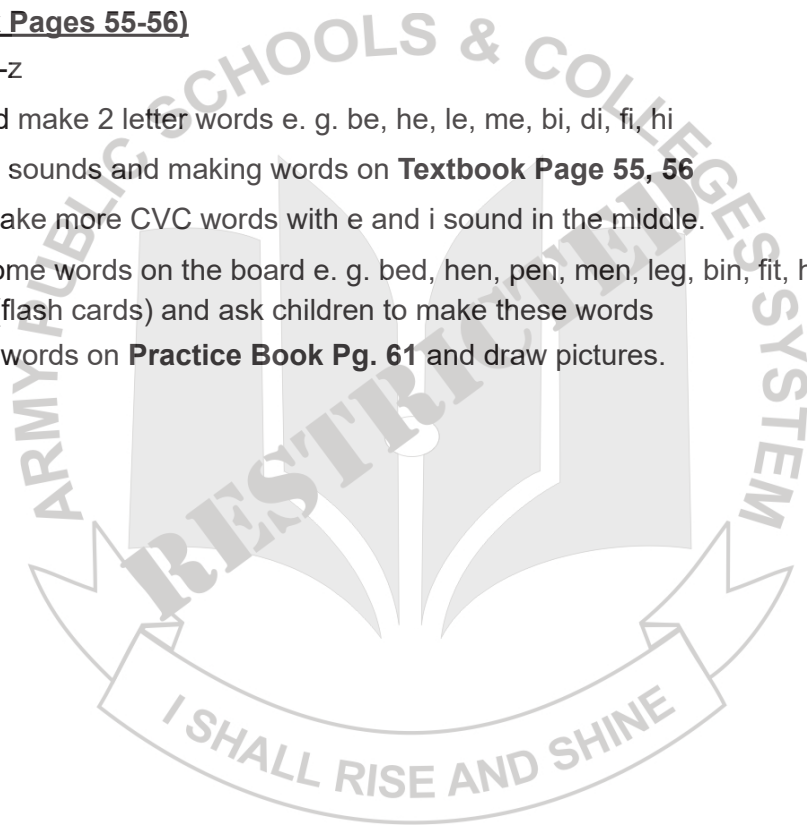 Pages 55-56)
-z
d make 2 letter words e. g. be, he, le, me, bi, di, fi, hi
sounds and making words on Textbook Page 55, 56
ake more CVC words with e and i sound in the middle.
ome words on the board e. g. bed, hen, pen, men, leg, bin, fit, h
(flash cards) and ask children to make these words
words on Practice Book Pg. 61 and draw pictures.
ARMY PUBLIC SCHOOLS & COLLEGES SYSTEM
RESTRICTED
I SHALL RISE AND SHINE